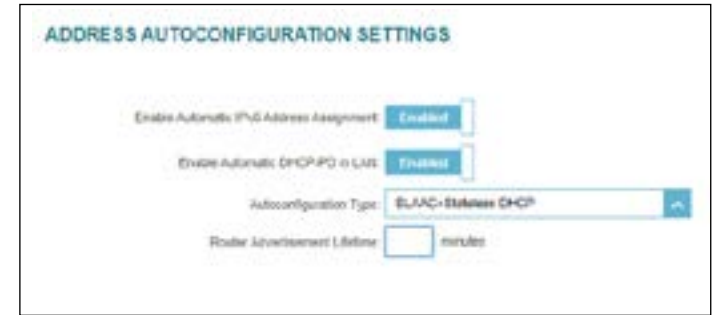 ADDRESS AUTOCONFIGURATION SETTINGS
Enable Automatic IPv6 Address Assignment: Enabled
Enable Automatic DHCP-PD in LAN: Enabled
Autoconfiguration Type: SLAAC+Stateless DHCP
Router Advertisement Lifetime: minutes